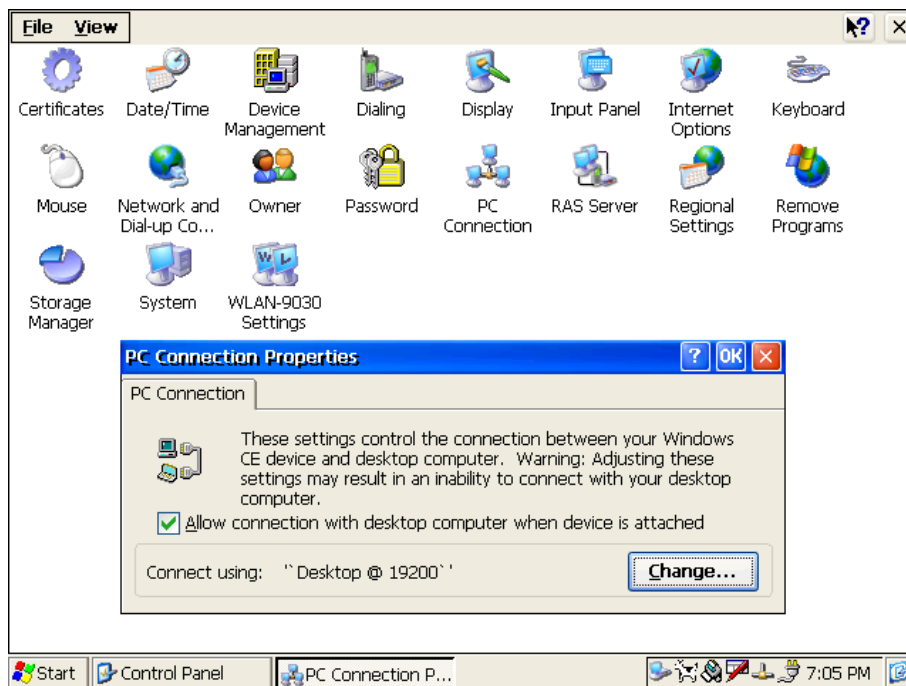 File View
Certificates Date/Time Device Management Dialing Display Input Panel Internet Options Keyboard
Mouse Network and Dial-up Co... Owner Password PC Connection RAS Server Regional Settings Remove Programs
Storage Manager System WLAN-9030 Settings
PC Connection Properties ? OK
PC Connection
These settings control the connection between your Windows
CE device and desktop computer. Warning: Adjusting these
settings may result in an inability to connect with your desktop
computer.
Allow connection with desktop computer when device is attached
Connect using: "Desktop @ 19200`' Change...
Start Control Panel PC Connection P... 7:05 PM